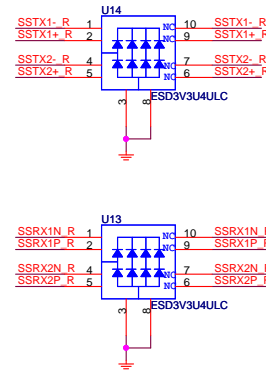 U14
SSTX1-_R 1 10 SSTX1-_R
SSTX1+_R 2 NC 9 SSTX1+_R
NC
SSTX2-_R 4 NC 7 SSTX2-_R
SSTX2+_R 5 NC 6 SSTX2+_R
3 8 ESD3V3U4ULC
U13
SSRX1N_R 1 NC 10 SSRX1N_R
SSRX1P_R 2 NC 9 SSRX1P_R
SSRX2N_R 4 NC 7 SSRX2N_R
SSRX2P_R 5 NC 6 SSRX2P_R
3 8 ESD3V3U4ULC